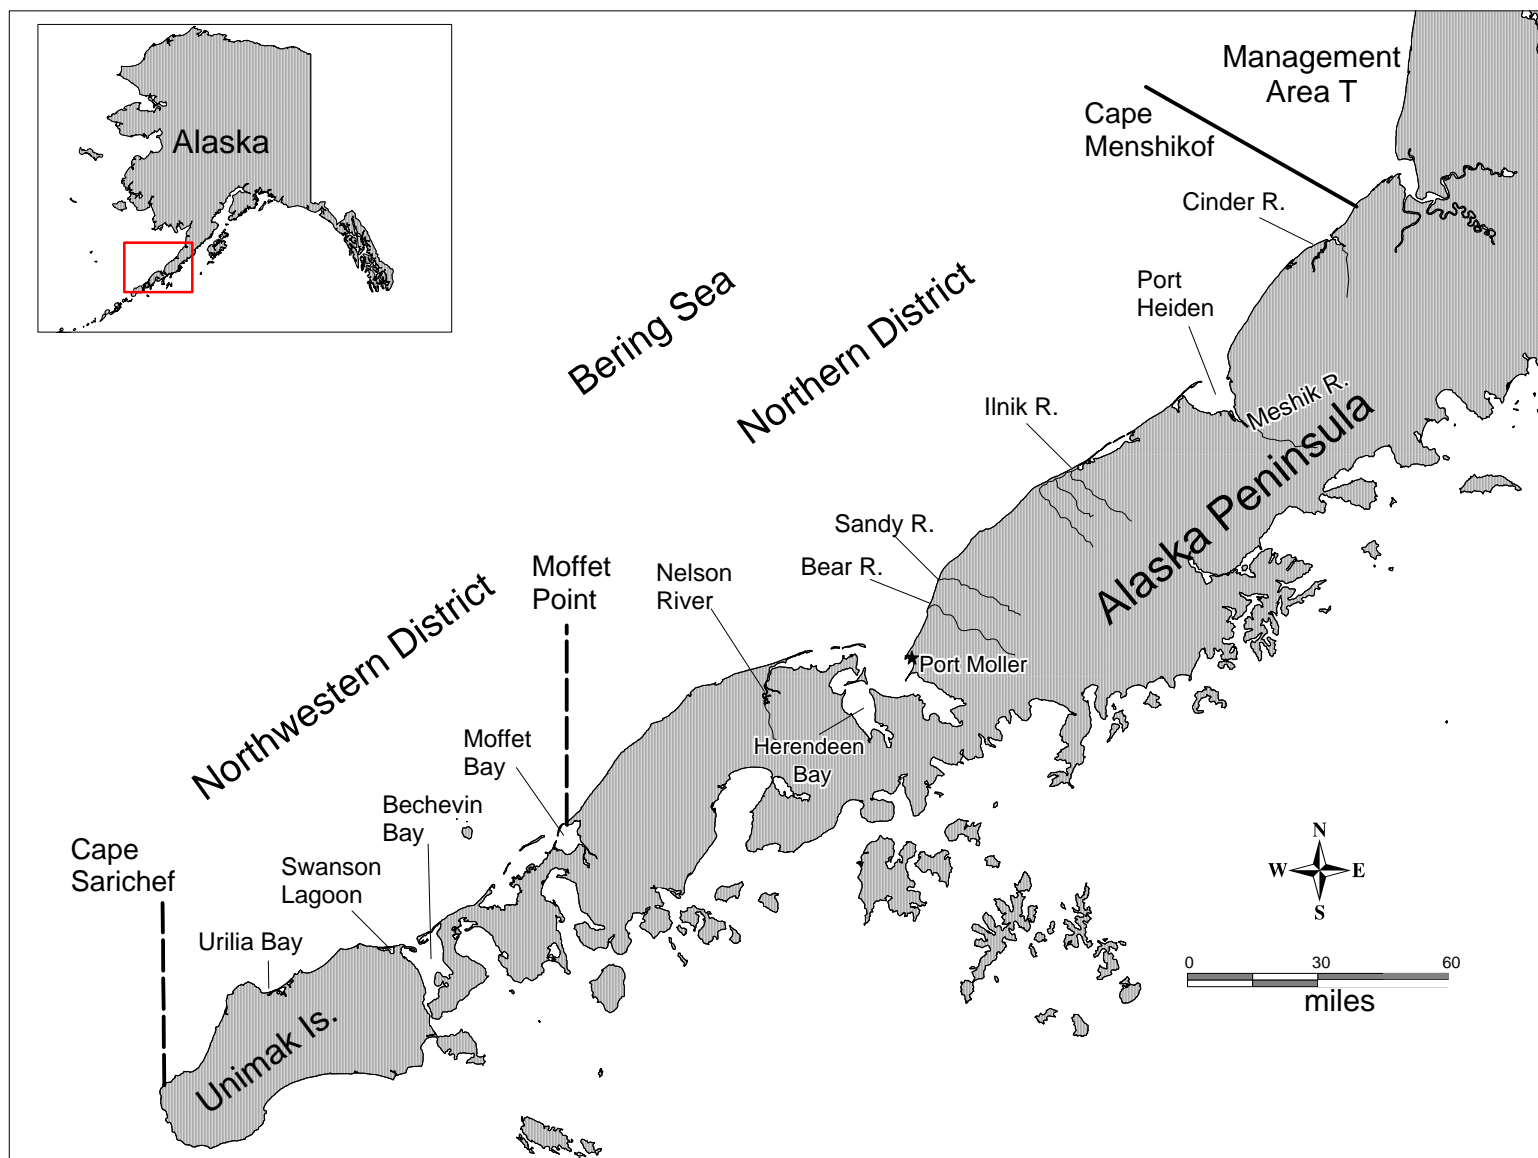 Alaska
Management
Area T
Cape
Menshikof
Cinder R.
Port
Heiden
Bering Sea
Northern District
Meshik R.
Ilnik R.
Alaska Peninsula
Sandy R.
Bear R.
Moffet
Point
Nelson
River
Port Moller
Northwestern District
Herendeen
Bay
Moffet
Bay
Bechevin
Bay
Cape
Sarichef
Swanson
Lagoon
Urilia Bay
Unimak Is.
N
W
E
S
0
30
60
miles